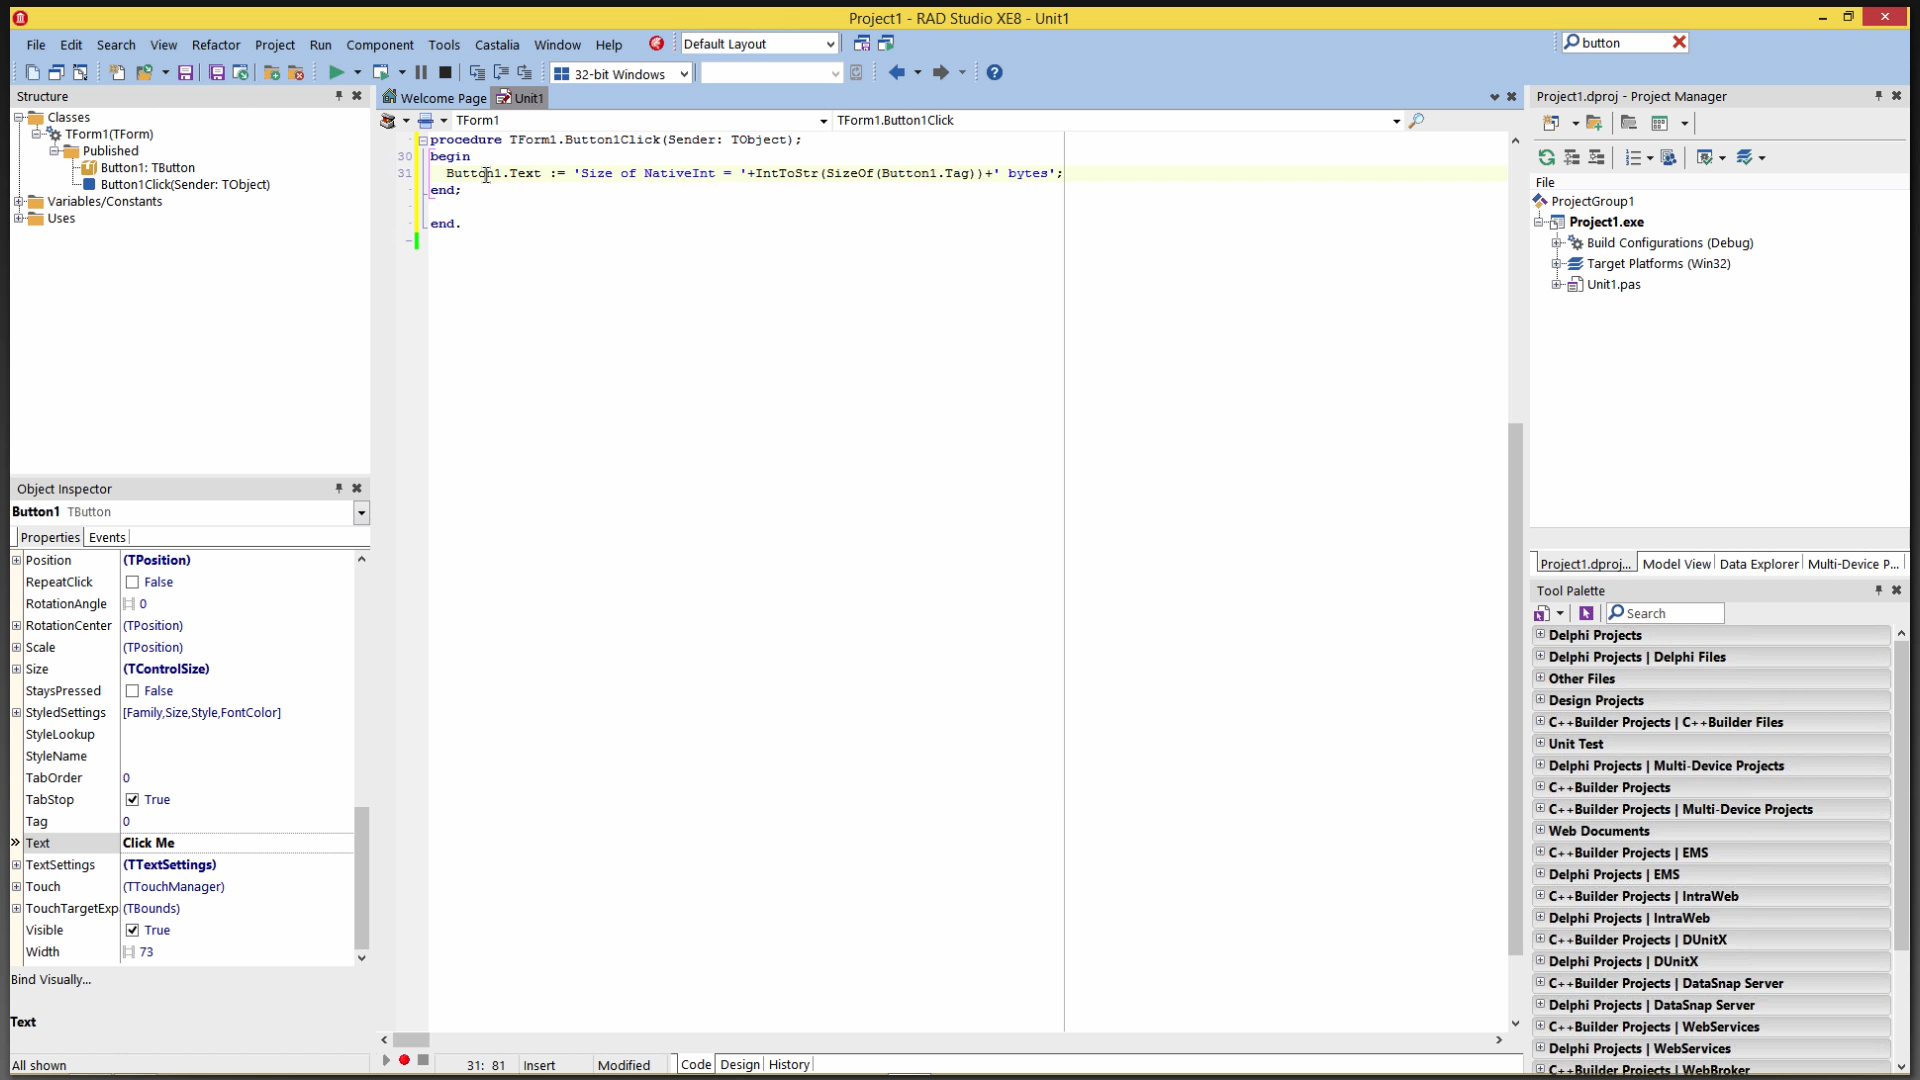 Project1 - RAD Studio XE8 - Unit1
File Edit Search View Refactor Project Run Component Tools Castalia Window Help Default Layout button
32-bit Windows
Structure
Classes
TForm1(TForm)
Published
Button1: TButton
Button1Click(Sender: TObject)
Variables/Constants
Uses
Welcome Page Unit1
TForm1 TForm1.Button1Click
procedure TForm1.Button1Click(Sender: TObject);
30 begin
31 Button1.Text := 'Size of NativeInt = '+IntToStr(SizeOf(Button1.Tag))+' bytes';
end;
end.
Project1.dproj - Project Manager
File
ProjectGroup1
Project1.exe
Build Configurations (Debug)
Target Platforms (Win32)
Unit1.pas
Object Inspector
Button1 TButton
Properties Events
Position (TPosition)
RepeatClick False
RotationAngle 0
RotationCenter (TPosition)
Scale (TPosition)
Size (TControlSize)
StaysPressed False
StyledSettings [Family,Size,Style,FontColor]
StyleLookup
StyleName
TabOrder 0
TabStop True
Tag 0
Text Click Me
TextSettings (TTextSettings)
Touch (TTouchManager)
TouchTargetExp (TBounds)
Visible True
Width 73
Bind Visually...
Text
All shown
31: 81 Insert Modified Code Design History
Project1.dproj... Model View Data Explorer Multi-Device P...
Tool Palette
Search
Delphi Projects
Delphi Projects | Delphi Files
Other Files
Design Projects
C++Builder Projects | C++Builder Files
Unit Test
Delphi Projects | Multi-Device Projects
C++Builder Projects
C++Builder Projects | Multi-Device Projects
Web Documents
C++Builder Projects | EMS
Delphi Projects | EMS
C++Builder Projects | IntraWeb
Delphi Projects | IntraWeb
C++Builder Projects | DUnitX
Delphi Projects | DUnitX
C++Builder Projects | DataSnap Server
Delphi Projects | DataSnap Server
C++Builder Projects | WebServices
Delphi Projects | WebServices
C++Builder Projects | WebBroker